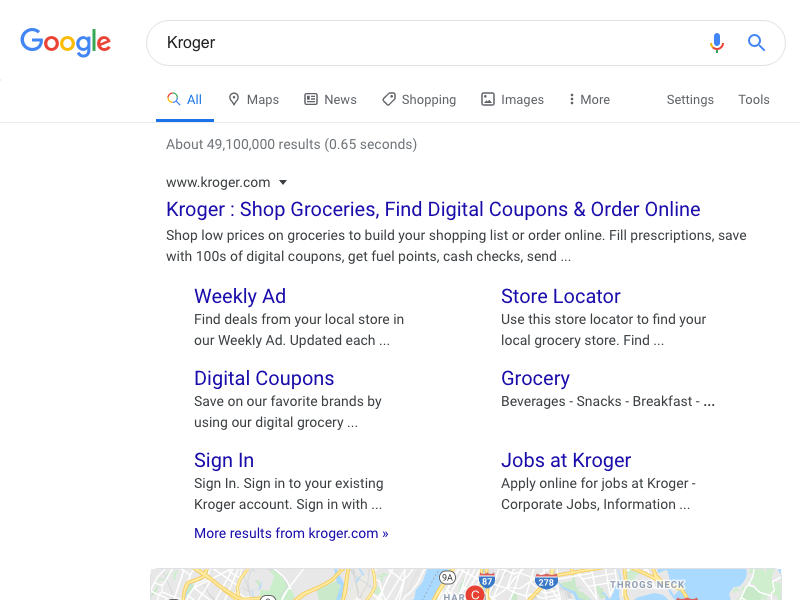 Google
Kroger
All Maps News Shopping Images More Settings Tools
About 49,100,000 results (0.65 seconds)
www.kroger.com
Kroger : Shop Groceries, Find Digital Coupons & Order Online
Shop low prices on groceries to build your shopping list or order online. Fill prescriptions, save
with 100s of digital coupons, get fuel points, cash checks, send ...
Weekly Ad
Find deals from your local store in
our Weekly Ad. Updated each ...
Store Locator
Use this store locator to find your
local grocery store. Find ...
Digital Coupons
Save on our favorite brands by
using our digital grocery ...
Grocery
Beverages - Snacks - Breakfast - ...
Sign In
Sign In. Sign in to your existing
Kroger account. Sign in with ...
Jobs at Kroger
Apply online for jobs at Kroger -
Corporate Jobs, Information ...
More results from kroger.com »
9A
87
278
THROGS NECK
C